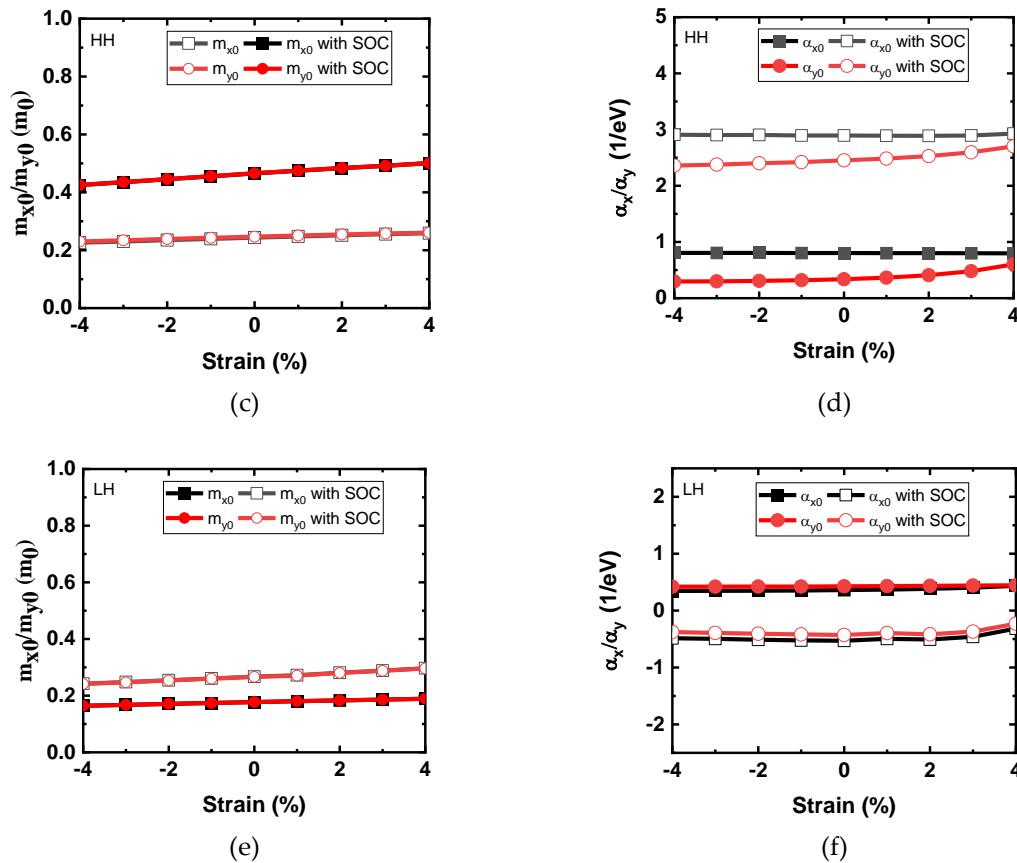 HH
m_x0 m_x0 with SOC
m_y0 m_y0 with SOC
m_x0/m_y0 (m_0)
1.0
0.8
0.6
0.4
0.2
0.0
-4 -2 0 2 4
Strain (%)
(c)
HH
α_x0 α_x0 with SOC
α_y0 α_y0 with SOC
α_x/α_y (1/eV)
5
4
3
2
1
0
-4 -2 0 2 4
Strain (%)
(d)
LH
m_x0 m_x0 with SOC
m_y0 m_y0 with SOC
m_x0/m_y0 (m_0)
1.0
0.8
0.6
0.4
0.2
0.0
-4 -2 0 2 4
Strain (%)
(e)
LH
α_x0 α_x0 with SOC
α_y0 α_y0 with SOC
α_x/α_y (1/eV)
2
1
0
-1
-2
-4 -2 0 2 4
Strain (%)
(f)